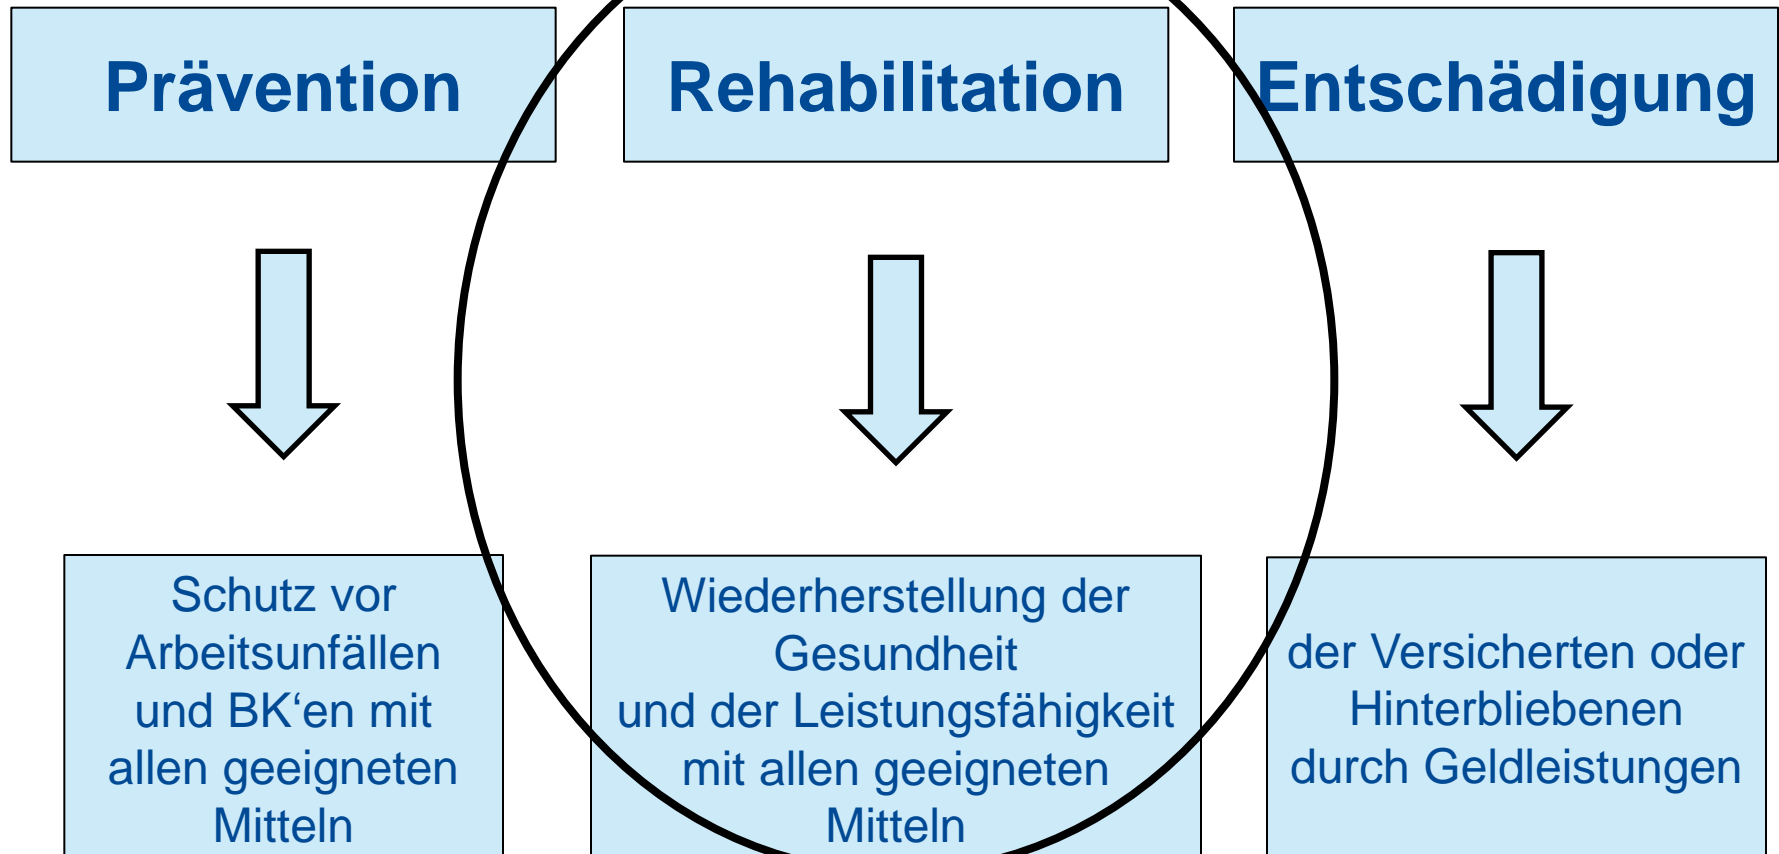 Prävention
Rehabilitation
Entschädigung
Schutz vor
Arbeitsunfällen
und BK‘en mit
allen geeigneten
Mitteln
Wiederherstellung der
Gesundheit
und der Leistungsfähigkeit
mit allen geeigneten
Mitteln
der Versicherten oder
Hinterbliebenen
durch Geldleistungen